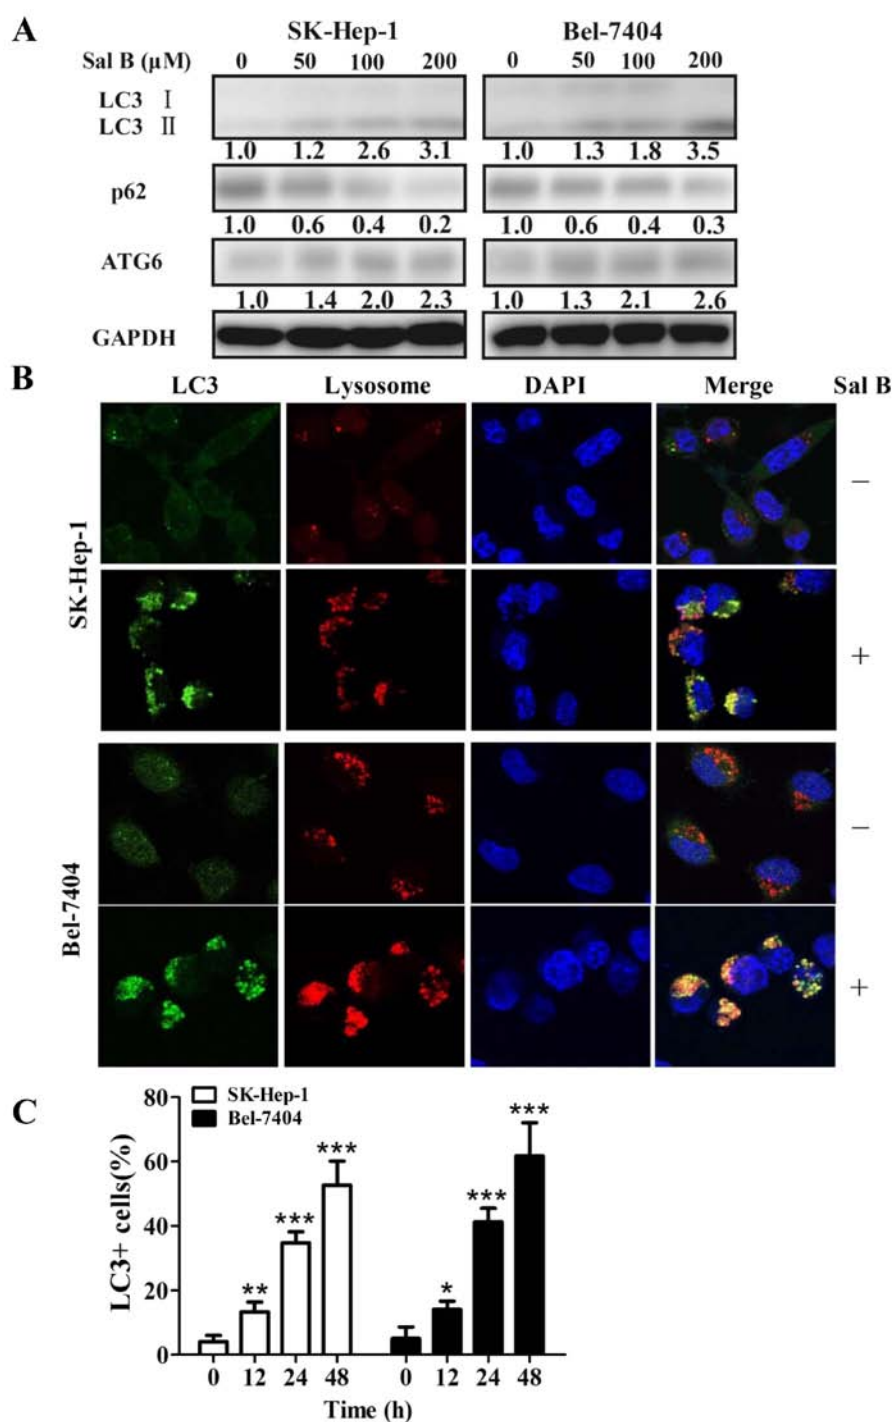 A
SK-Hep-1 Bel-7404
Sal B (µM) 0 50 100 200 0 50 100 200
LC3 Ⅰ
LC3 Ⅱ
1.0 1.2 2.6 3.1 1.0 1.3 1.8 3.5
p62
1.0 0.6 0.4 0.2 1.0 0.6 0.4 0.3
ATG6
1.0 1.4 2.0 2.3 1.0 1.3 2.1 2.6
GAPDH
B
LC3 Lysosome DAPI Merge Sal B
SK-Hep-1
−
+
Bel-7404
−
+
C
SK-Hep-1
Bel-7404
LC3+ cells(%)
80
60
40
20
0
** *** *** * *** ***
0 12 24 48 0 12 24 48
Time (h)